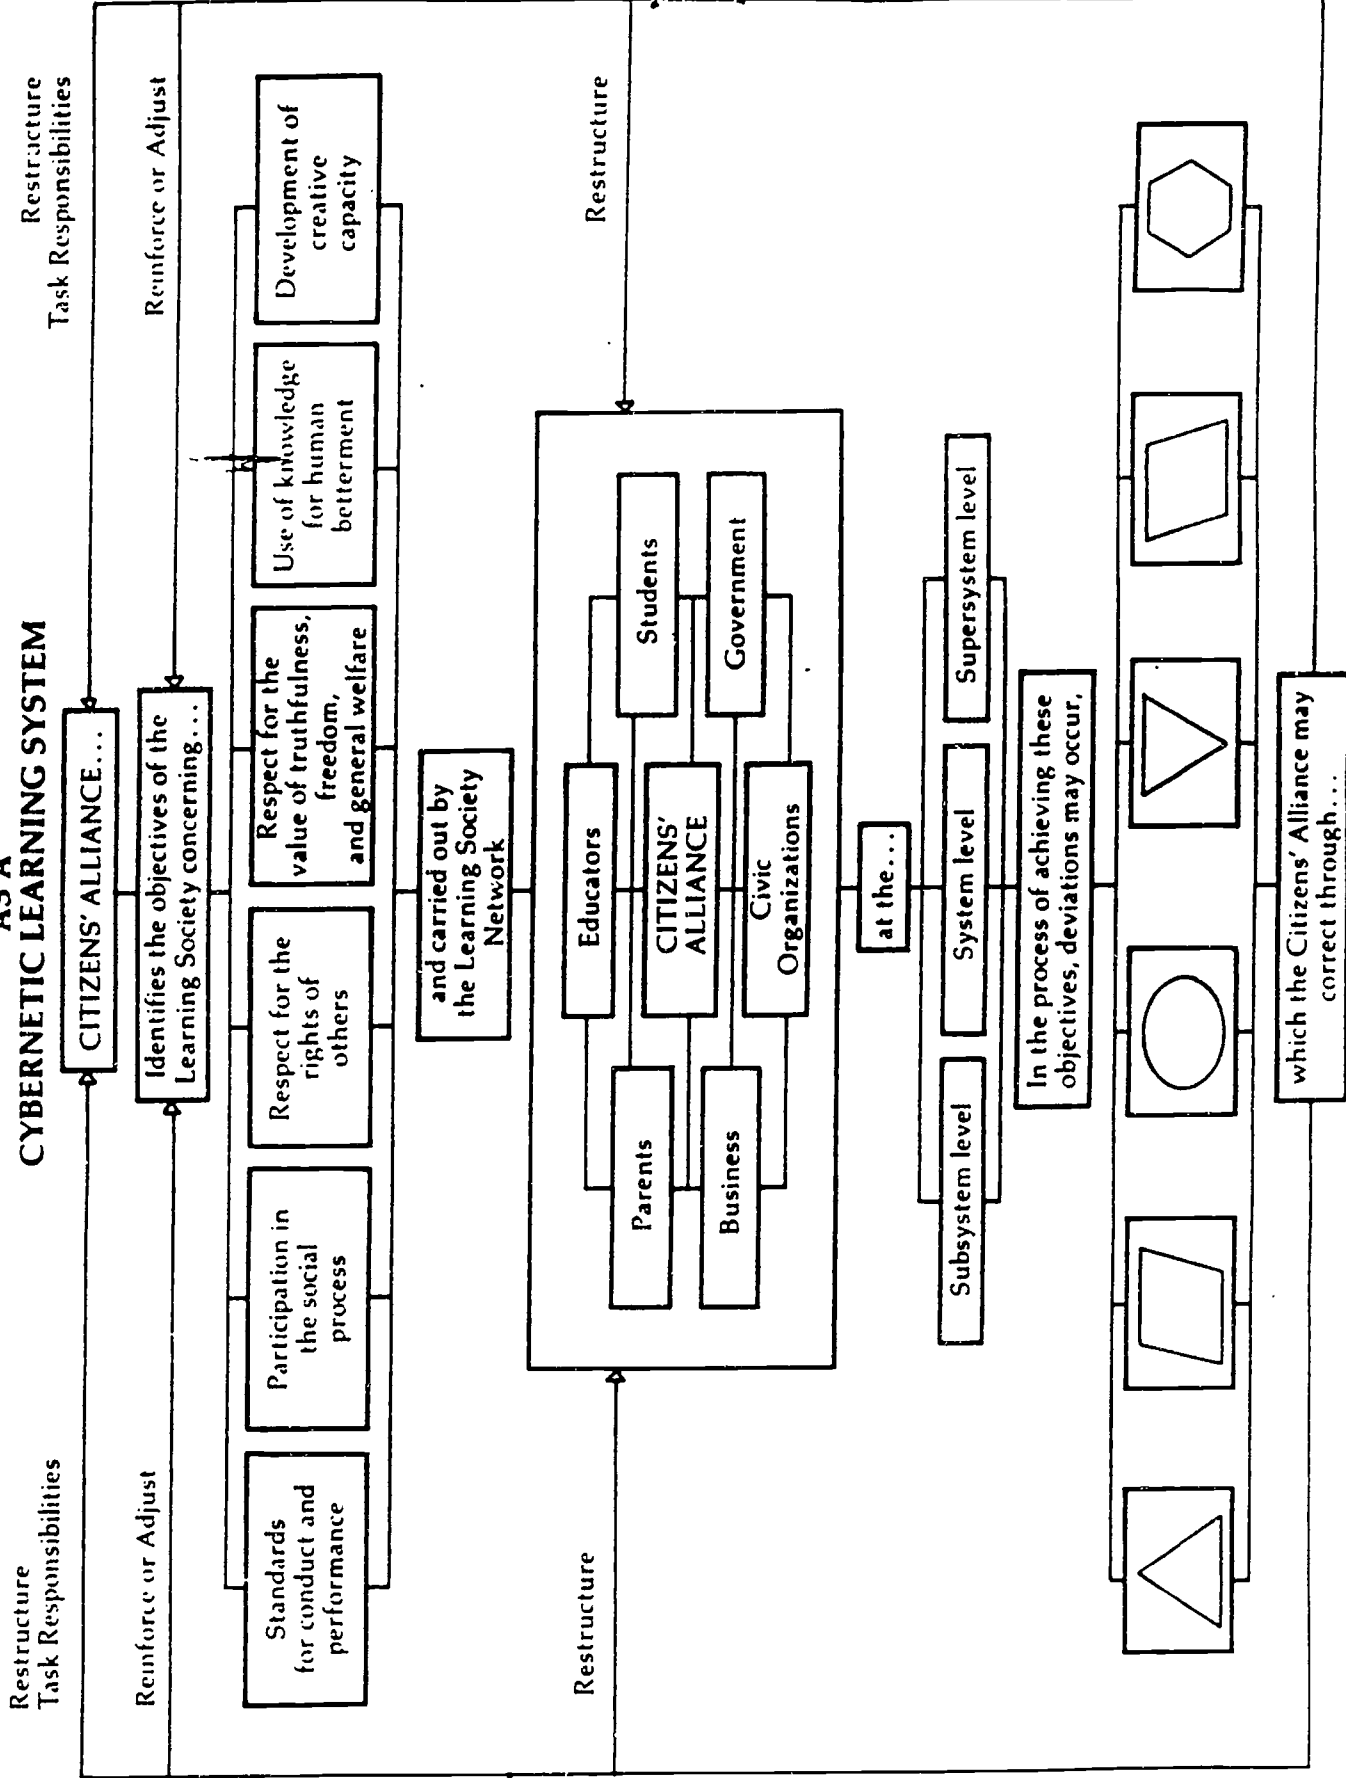 AS A
CYBERNETIC LEARNING SYSTEM
Restructure
Task Responsibilities
Restructure
Task Responsibilities
CITIZENS' ALLIANCE...
Reinforce or Adjust
Reinforce or Adjust
Identifies the objectives of the
Learning Society concerning...
Standards
for conduct and
performance
Participation in
the social
process
Respect for the
rights of
others
Respect for the
value of truthfulness,
freedom,
and general welfare
Use of knowledge
for human
betterment
Development of
creative
capacity
and carried out by
the Learning Society
Network
Restructure
Restructure
Educators
Parents
Students
CITIZENS'
ALLIANCE
Business
Government
Civic
Organizations
at the...
Subsystem level
System level
Supersystem level
In the process of achieving these
objectives, deviations may occur,
which the Citizens' Alliance may
correct through...